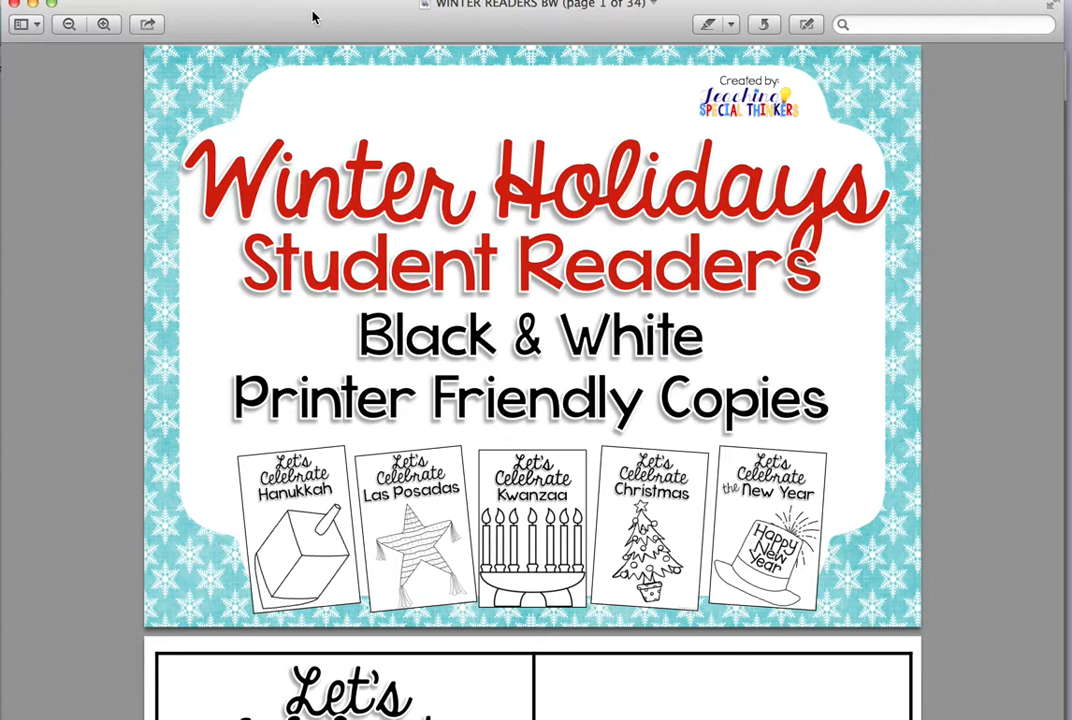 WINTER READERS BW (page 1 of 34)
Created by:
Teaching
SPECIAL THINKERS
Winter Holidays
Student Readers
Black & White
Printer Friendly Copies
Let's
Celebrate
Hanukkah
Let's
Celebrate
Las Posadas
Let's
Celebrate
Kwanzaa
Let's
Celebrate
Christmas
Let's
Celebrate
the New Year
Happy
New
Year
Let's